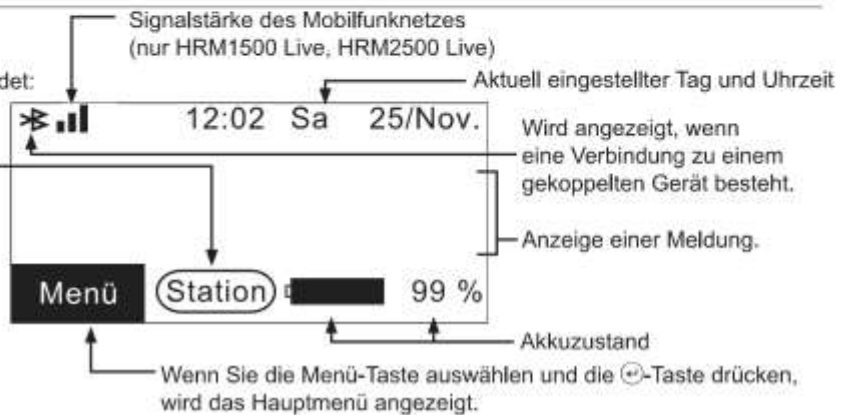 Signalstärke des Mobilfunknetzes
(nur HRM1500 Live, HRM2500 Live)
det:
Aktuell eingestellter Tag und Uhrzeit
12:02 Sa 25/Nov.
Wird angezeigt, wenn
eine Verbindung zu einem
gekoppelten Gerät besteht.
Anzeige einer Meldung.
Menü Station 99 %
Akkuzustand
Wenn Sie die Menü-Taste auswählen und die ↵-Taste drücken,
wird das Hauptmenü angezeigt.